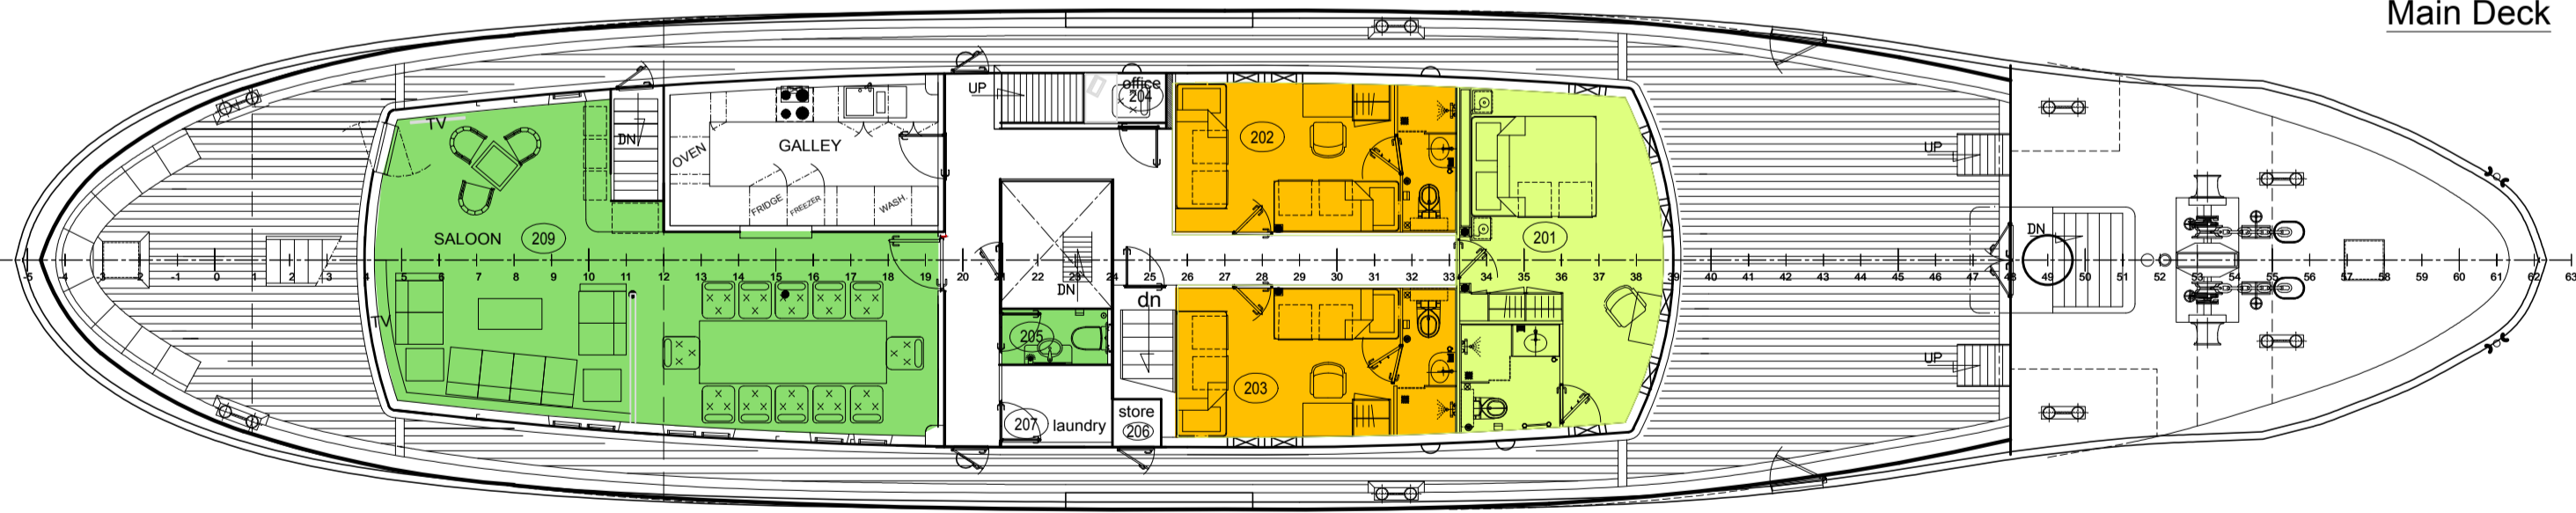 Main Deck
UP
office
204
TV
DN
OVEN
GALLEY
FRIDGE
FREEZER
WASH.
202
UP
SALOON 209
201
DN
-5 -4 -3 -2 -1 0 1 2 3 4 5 6 7 8 9 10 11 12 13 14 15 16 17 18 19 20 21 22 23 24 25 26 27 28 29 30 31 32 33 34 35 36 37 38 39 40 41 42 43 44 45 46 47 48 49 50 51 52 53 54 55 56 57 58 59 60 61 62 63
DN
dn
TV
205
UP
203
207 laundry
store
206